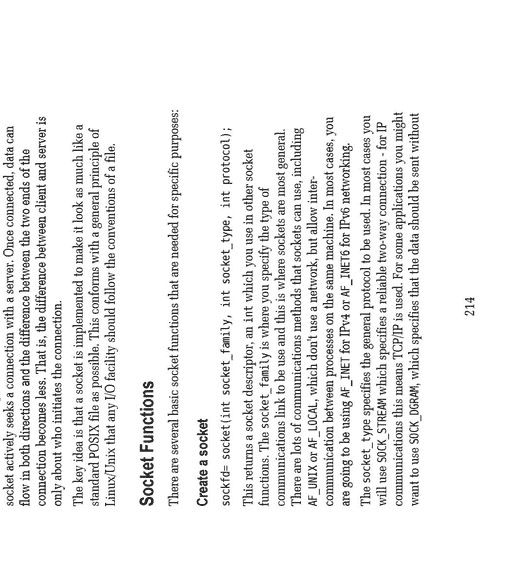 socket actively seeks a connection with a server. Once connected, data can
flow in both directions and the difference between the two ends of the
connection becomes less. That is, the difference between client and server is
only about who initiates the connection.
The key idea is that a socket is implemented to make it look as much like a
standard POSIX file as possible. This conforms with a general principle of
Linux/Unix that any I/O facility should follow the conventions of a file.
Socket Functions
There are several basic socket functions that are needed for specific purposes:
Create a socket
sockfd= socket(int socket_family, int socket_type, int protocol);
This returns a socket descriptor, an int which you use in other socket
functions. The socket_family is where you specify the type of
communications link to be use and this is where sockets are most general.
There are lots of communications methods that sockets can use, including
AF_UNIX or AF_LOCAL, which don't use a network, but allow inter-
communication between processes on the same machine. In most cases, you
are going to be using AF_INET for IPv4 or AF_INET6 for IPv6 networking.
The socket_type specifies the general protocol to be used. In most cases you
will use SOCK_STREAM which specifies a reliable two-way connection - for IP
communications this means TCP/IP is used. For some applications you might
want to use SOCK_DGRAM, which specifies that the data should be sent without
214